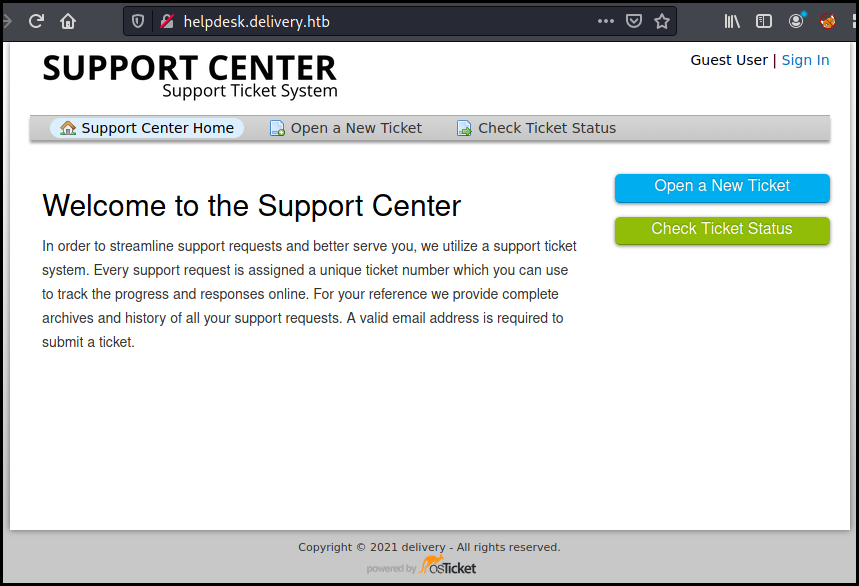 helpdesk.delivery.htb
SUPPORT CENTER
Support Ticket System
Guest User | Sign In
Support Center Home
Open a New Ticket
Check Ticket Status
Welcome to the Support Center
In order to streamline support requests and better serve you, we utilize a support ticket
system. Every support request is assigned a unique ticket number which you can use
to track the progress and responses online. For your reference we provide complete
archives and history of all your support requests. A valid email address is required to
submit a ticket.
Open a New Ticket
Check Ticket Status
Copyright © 2021 delivery - All rights reserved.
powered by osTicket